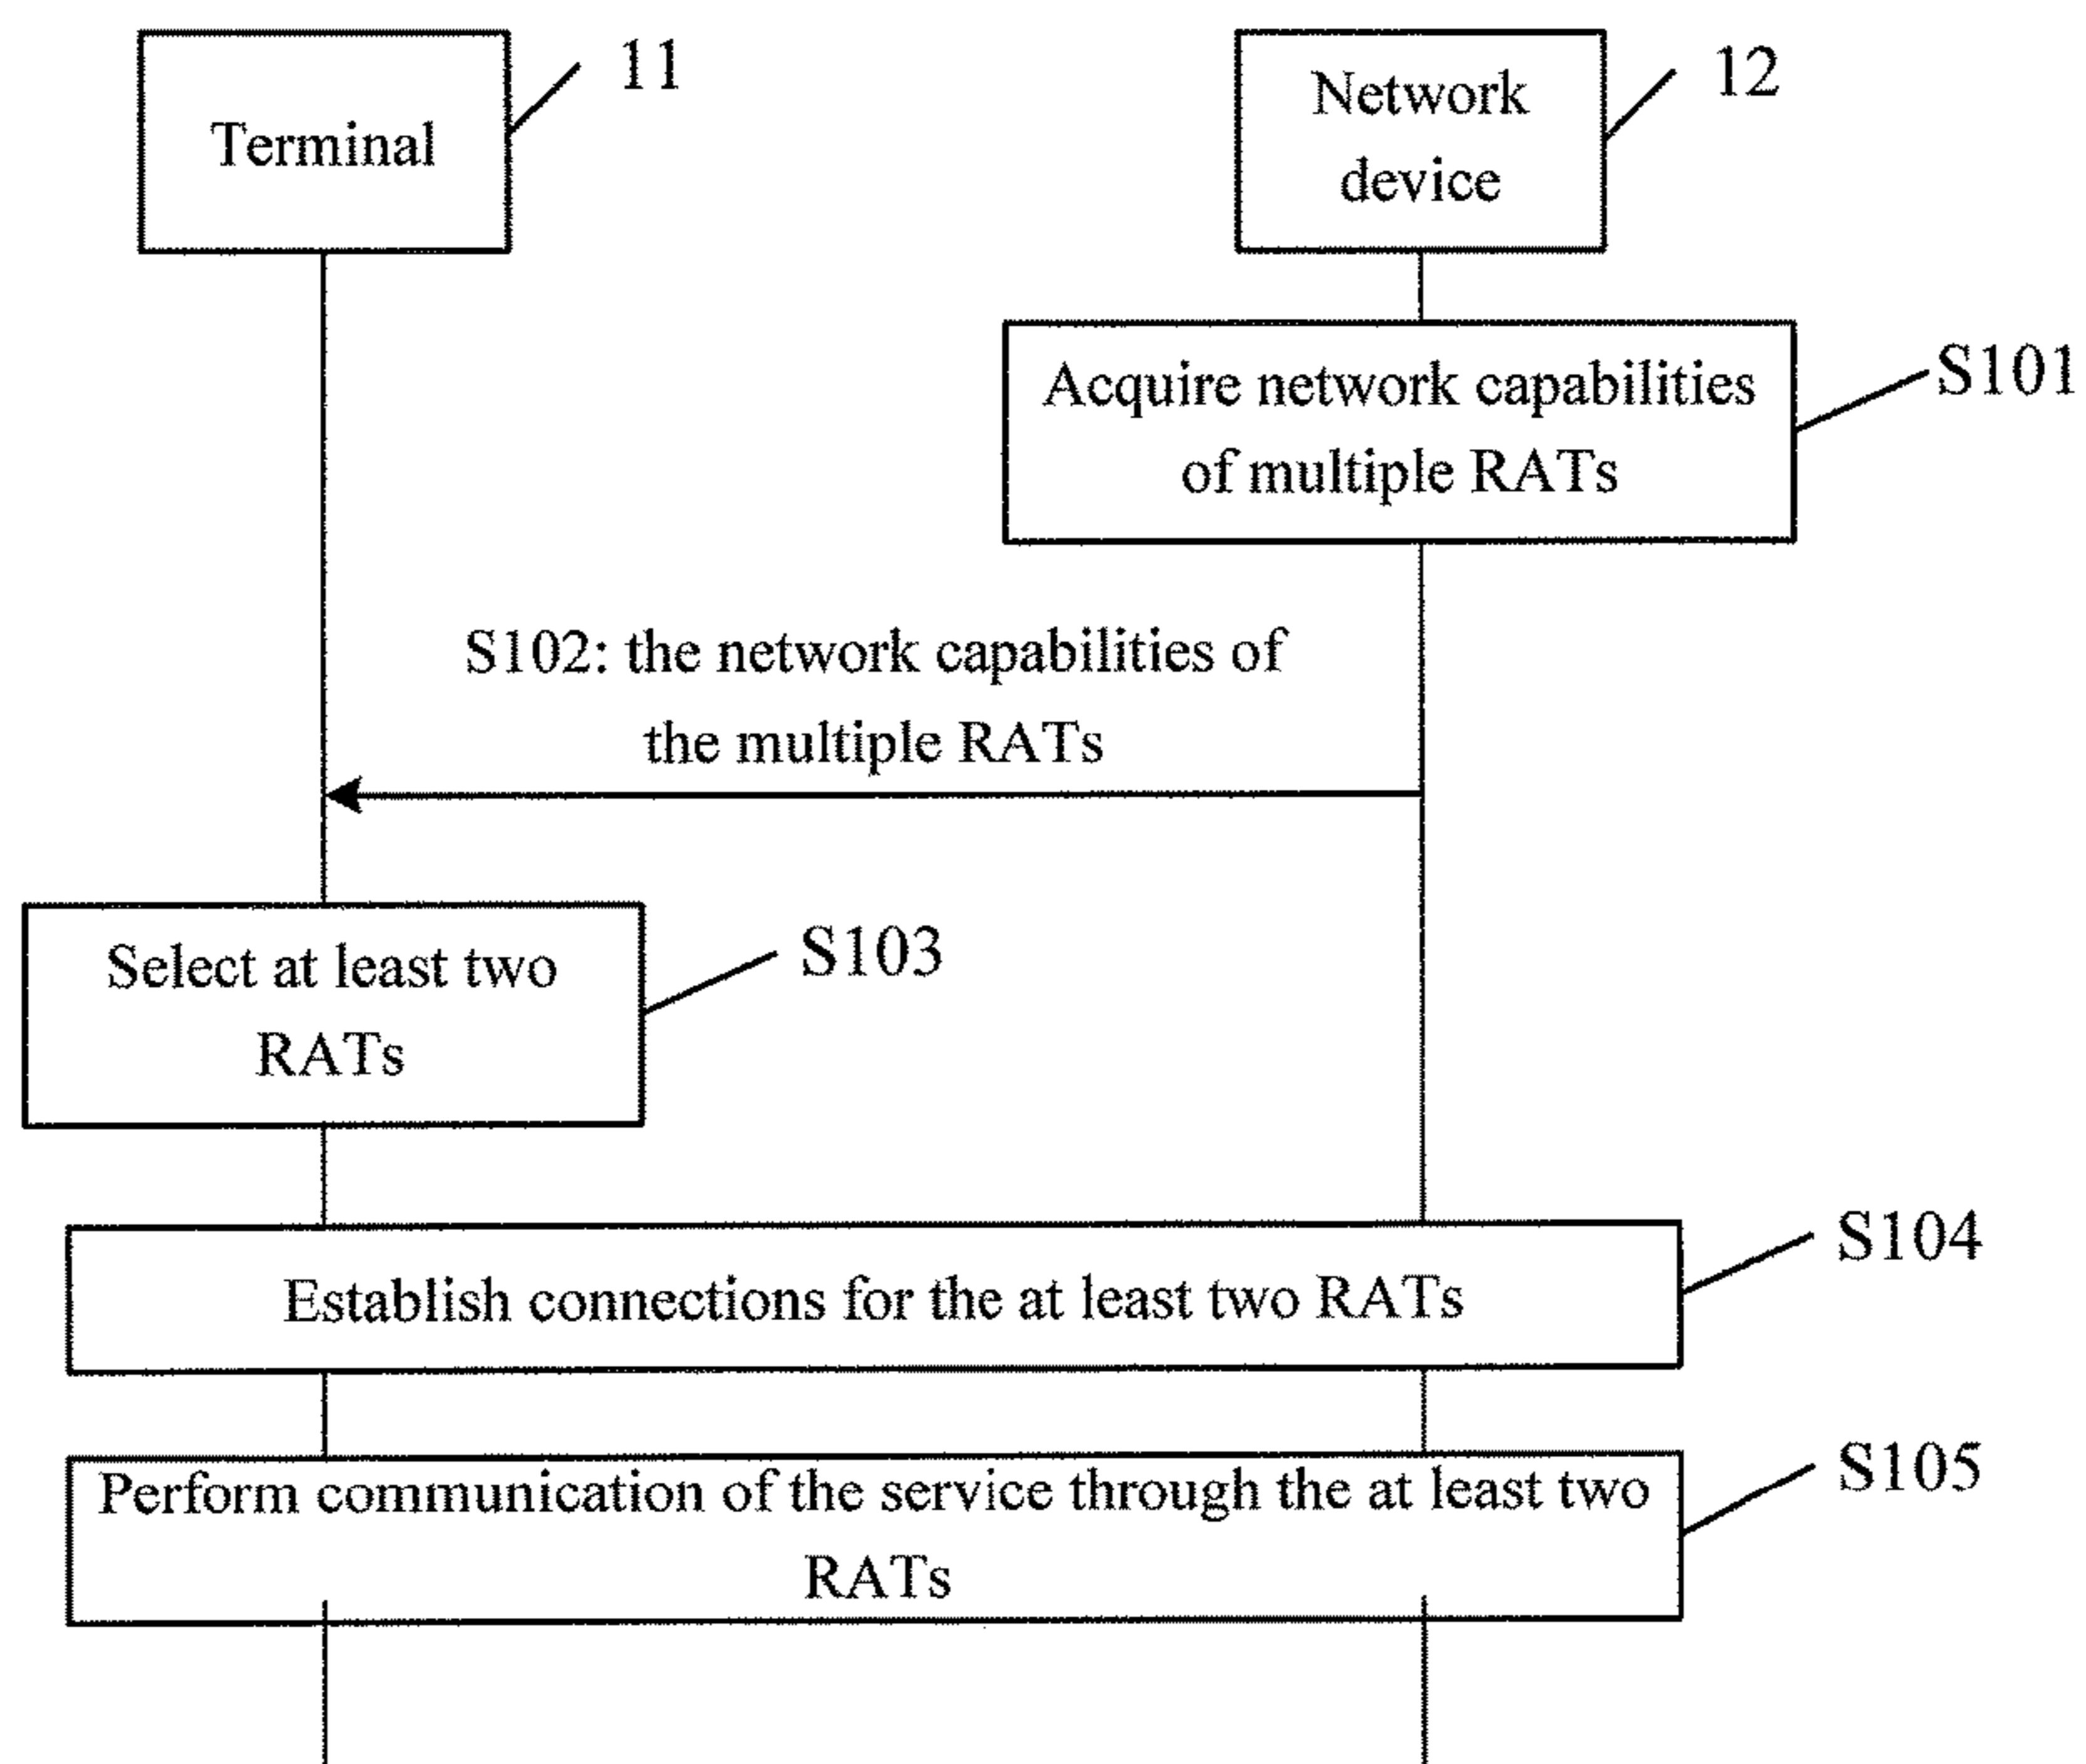 Terminal
11
Network
device
12
Acquire network capabilities
of multiple RATs
S101
S102: the network capabilities of
the multiple RATs
Select at least two
RATs
S103
Establish connections for the at least two RATs
S104
Perform communication of the service through the at least two
RATs
S105